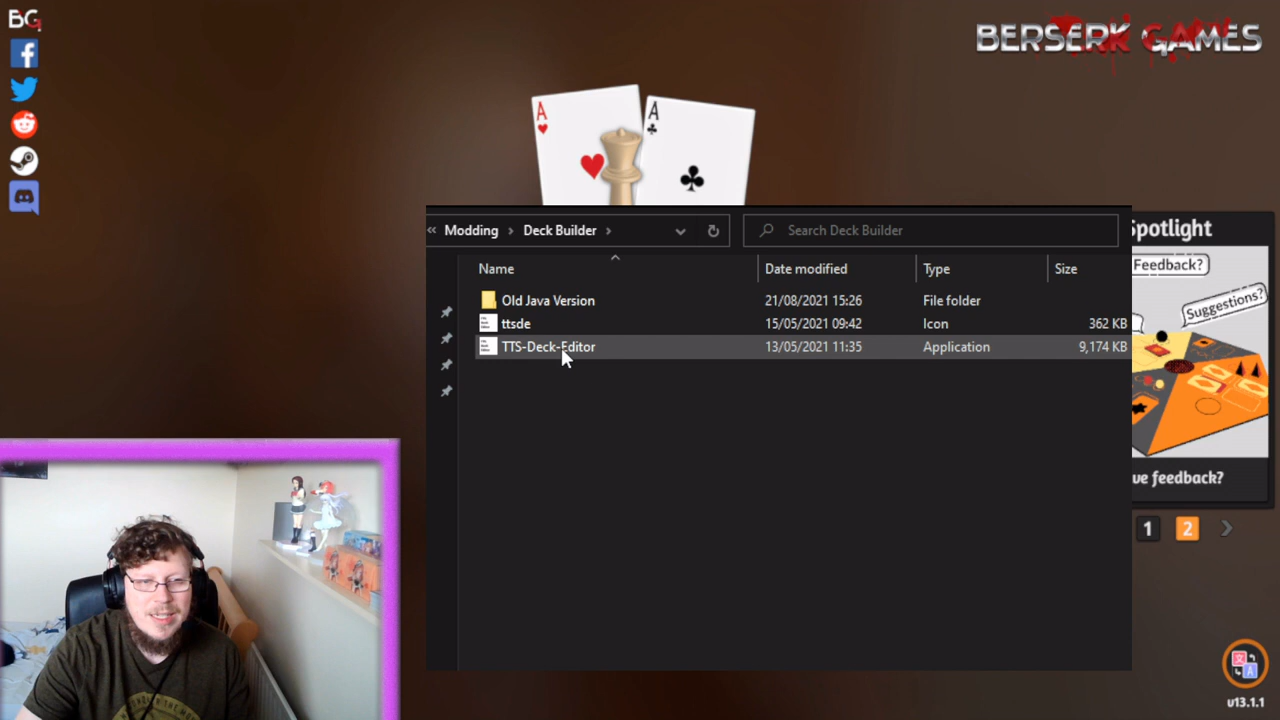 BG
BERSERK GAMES
A
A
« Modding > Deck Builder >
Search Deck Builder
Name Date modified Type Size
Old Java Version 21/08/2021 15:26 File folder
ttsde 15/05/2021 09:42 Icon 362 KB
TTS-Deck-Editor 13/05/2021 11:35 Application 9,174 KB
Spotlight
Feedback?
Suggestions?
ve feedback?
1 2 >
v13.1.1